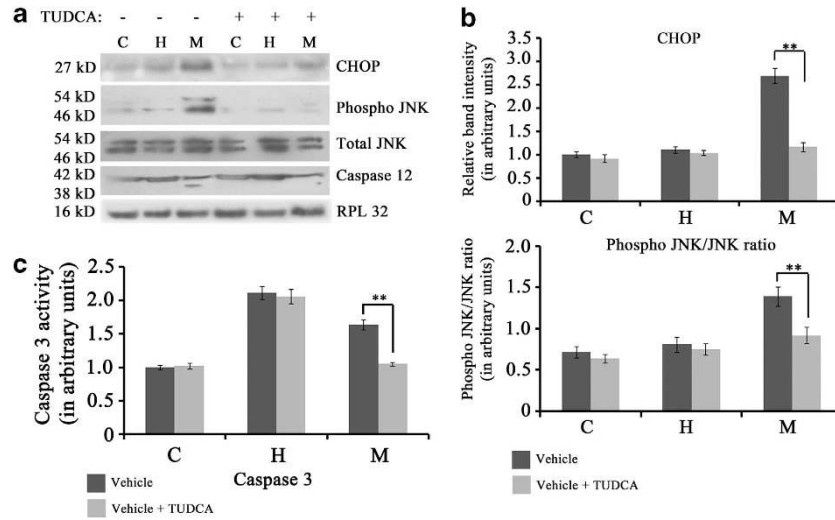 a
TUDCA: - - - + + +
C H M C H M
27 kD CHOP
54 kD
46 kD Phospho JNK
54 kD
46 kD Total JNK
42 kD
38 kD Caspase 12
16 kD RPL 32
b
CHOP
Relative band intensity
(in arbitrary units)
3.5
3.0
2.5
2.0
1.5
1.0
0.5
0
**
C H M
Phospho JNK/JNK ratio
Phospho JNK/JNK ratio
(in arbitrary units)
2.0
1.5
1.0
0.5
0
**
C H M
Vehicle
Vehicle + TUDCA
c
Caspase 3 activity
(in arbitrary units)
2.5
2.0
1.5
1.0
0.5
0
**
C H M
Caspase 3
Vehicle
Vehicle + TUDCA